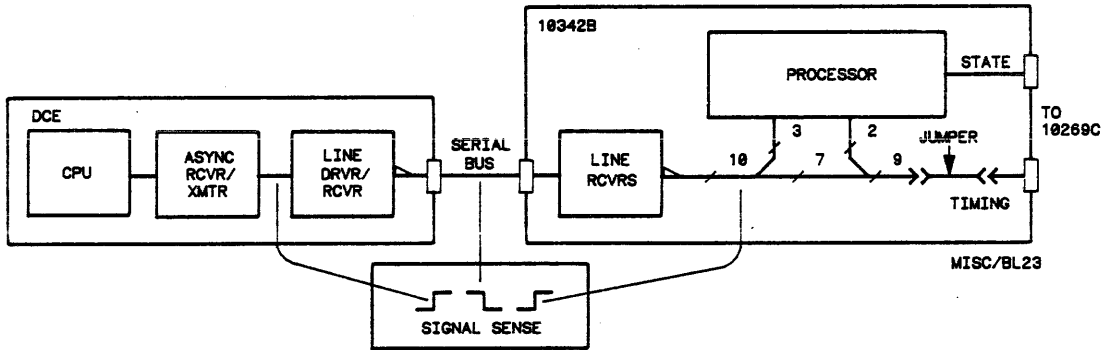 10342B
PROCESSOR
STATE
TO
10269C
DCE
CPU
ASYNC
RCVR/
XMTR
LINE
DRVR/
RCVR
SERIAL
BUS
LINE
RCVRS
10
3
7
2
9
JUMPER
TIMING
MISC/BL23
SIGNAL SENSE